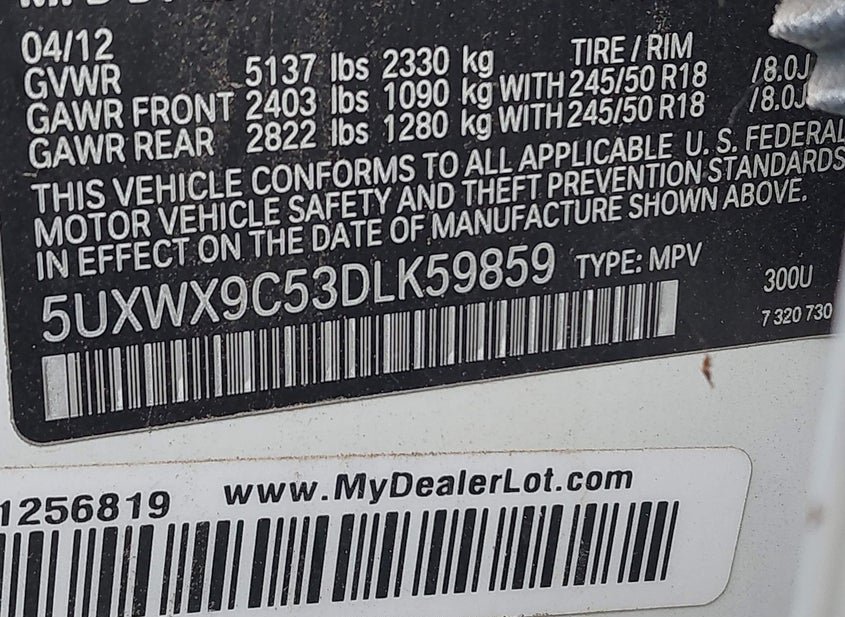 04/12
GVWR 5137 lbs 2330 kg TIRE / RIM
GAWR FRONT 2403 lbs 1090 kg WITH 245/50 R18 /8.0J
GAWR REAR 2822 lbs 1280 kg WITH 245/50 R18 /8.0J
THIS VEHICLE CONFORMS TO ALL APPLICABLE U. S. FEDERAL
MOTOR VEHICLE SAFETY AND THEFT PREVENTION STANDARDS
IN EFFECT ON THE DATE OF MANUFACTURE SHOWN ABOVE.
5UXWX9C53DLK59859 TYPE: MPV 300U
7 320 730
1256819 www.MyDealerLot.com